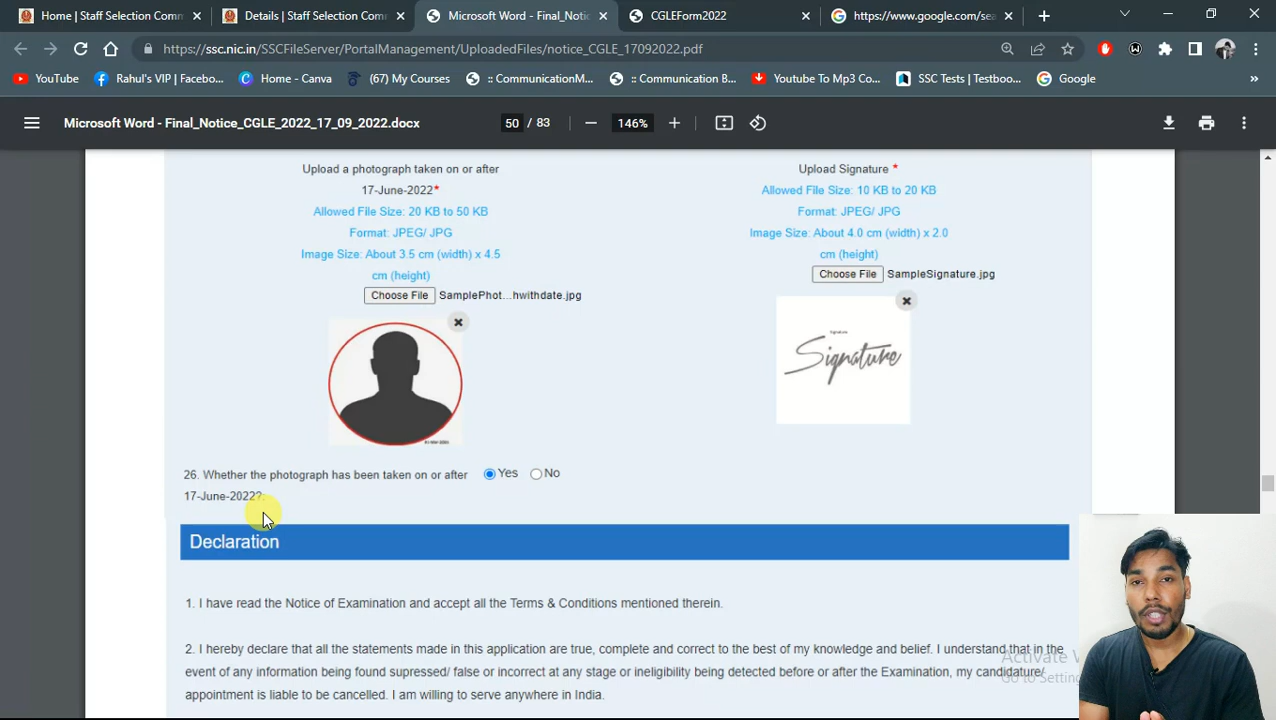 Home | Staff Selection Comm
Details | Staff Selection Com
Microsoft Word - Final_Notic
CGLEForm2022
https://www.google.com/sea
https://ssc.nic.in/SSCFileServer/PortalManagement/UploadedFiles/notice_CGLE_17092022.pdf
YouTube
Rahul's VIP | Facebo...
Home - Canva
(67) My Courses
:: CommunicationM...
:: Communication B...
Youtube To Mp3 Co...
SSC Tests | Testboo...
Google
Microsoft Word - Final_Notice_CGLE_2022_17_09_2022.docx
50 / 83
146%
Upload a photograph taken on or after
17-June-2022*
Allowed File Size: 20 KB to 50 KB
Format: JPEG/ JPG
Image Size: About 3.5 cm (width) x 4.5
cm (height)
Choose File SamplePhot...hwithdate.jpg
Upload Signature *
Allowed File Size: 10 KB to 20 KB
Format: JPEG/ JPG
Image Size: About 4.0 cm (width) x 2.0
cm (height)
Choose File SampleSignature.jpg
Signature
Signature
26. Whether the photograph has been taken on or after
17-June-2022?:
Yes No
Declaration
1. I have read the Notice of Examination and accept all the Terms & Conditions mentioned therein.
2. I hereby declare that all the statements made in this application are true, complete and correct to the best of my knowledge and belief. I understand that in the
event of any information being found supressed/ false or incorrect at any stage or ineligibility being detected before or after the Examination, my candidature/
appointment is liable to be cancelled. I am willing to serve anywhere in India.
Activate W
Go to Setting